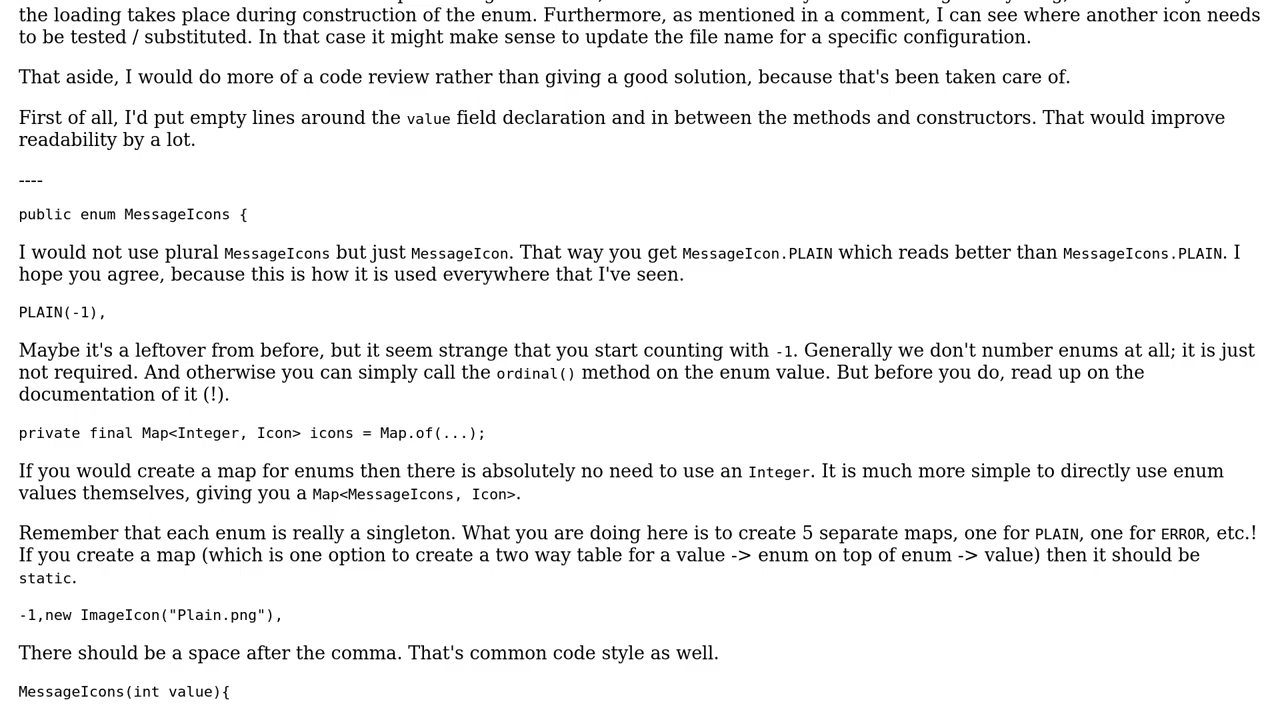 the loading takes place during construction of the enum. Furthermore, as mentioned in a comment, I can see where another icon needs
to be tested / substituted. In that case it might make sense to update the file name for a specific configuration.
That aside, I would do more of a code review rather than giving a good solution, because that's been taken care of.
First of all, I'd put empty lines around the value field declaration and in between the methods and constructors. That would improve
readability by a lot.
----
public enum MessageIcons {
I would not use plural MessageIcons but just MessageIcon. That way you get MessageIcon.PLAIN which reads better than MessageIcons.PLAIN. I
hope you agree, because this is how it is used everywhere that I've seen.
PLAIN(-1),
Maybe it's a leftover from before, but it seem strange that you start counting with -1. Generally we don't number enums at all; it is just
not required. And otherwise you can simply call the ordinal() method on the enum value. But before you do, read up on the
documentation of it (!).
private final Map<Integer, Icon> icons = Map.of(...);
If you would create a map for enums then there is absolutely no need to use an Integer. It is much more simple to directly use enum
values themselves, giving you a Map<MessageIcons, Icon>.
Remember that each enum is really a singleton. What you are doing here is to create 5 separate maps, one for PLAIN, one for ERROR, etc.!
If you create a map (which is one option to create a two way table for a value -> enum on top of enum -> value) then it should be
static.
-1,new ImageIcon("Plain.png"),
There should be a space after the comma. That's common code style as well.
MessageIcons(int value){